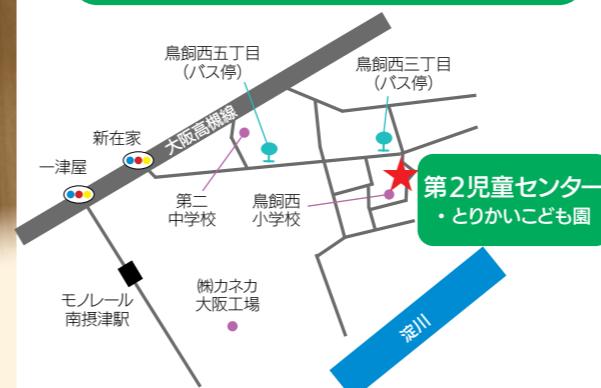 鳥飼西五丁目
(バス停)
鳥飼西三丁目
(バス停)
大阪高槻線
新在家
一津屋
第二
中学校
鳥飼西
小学校
第2児童センター
・とりかいこども園
モノレール
南摂津駅
㈱カネカ
大阪工場
淀川